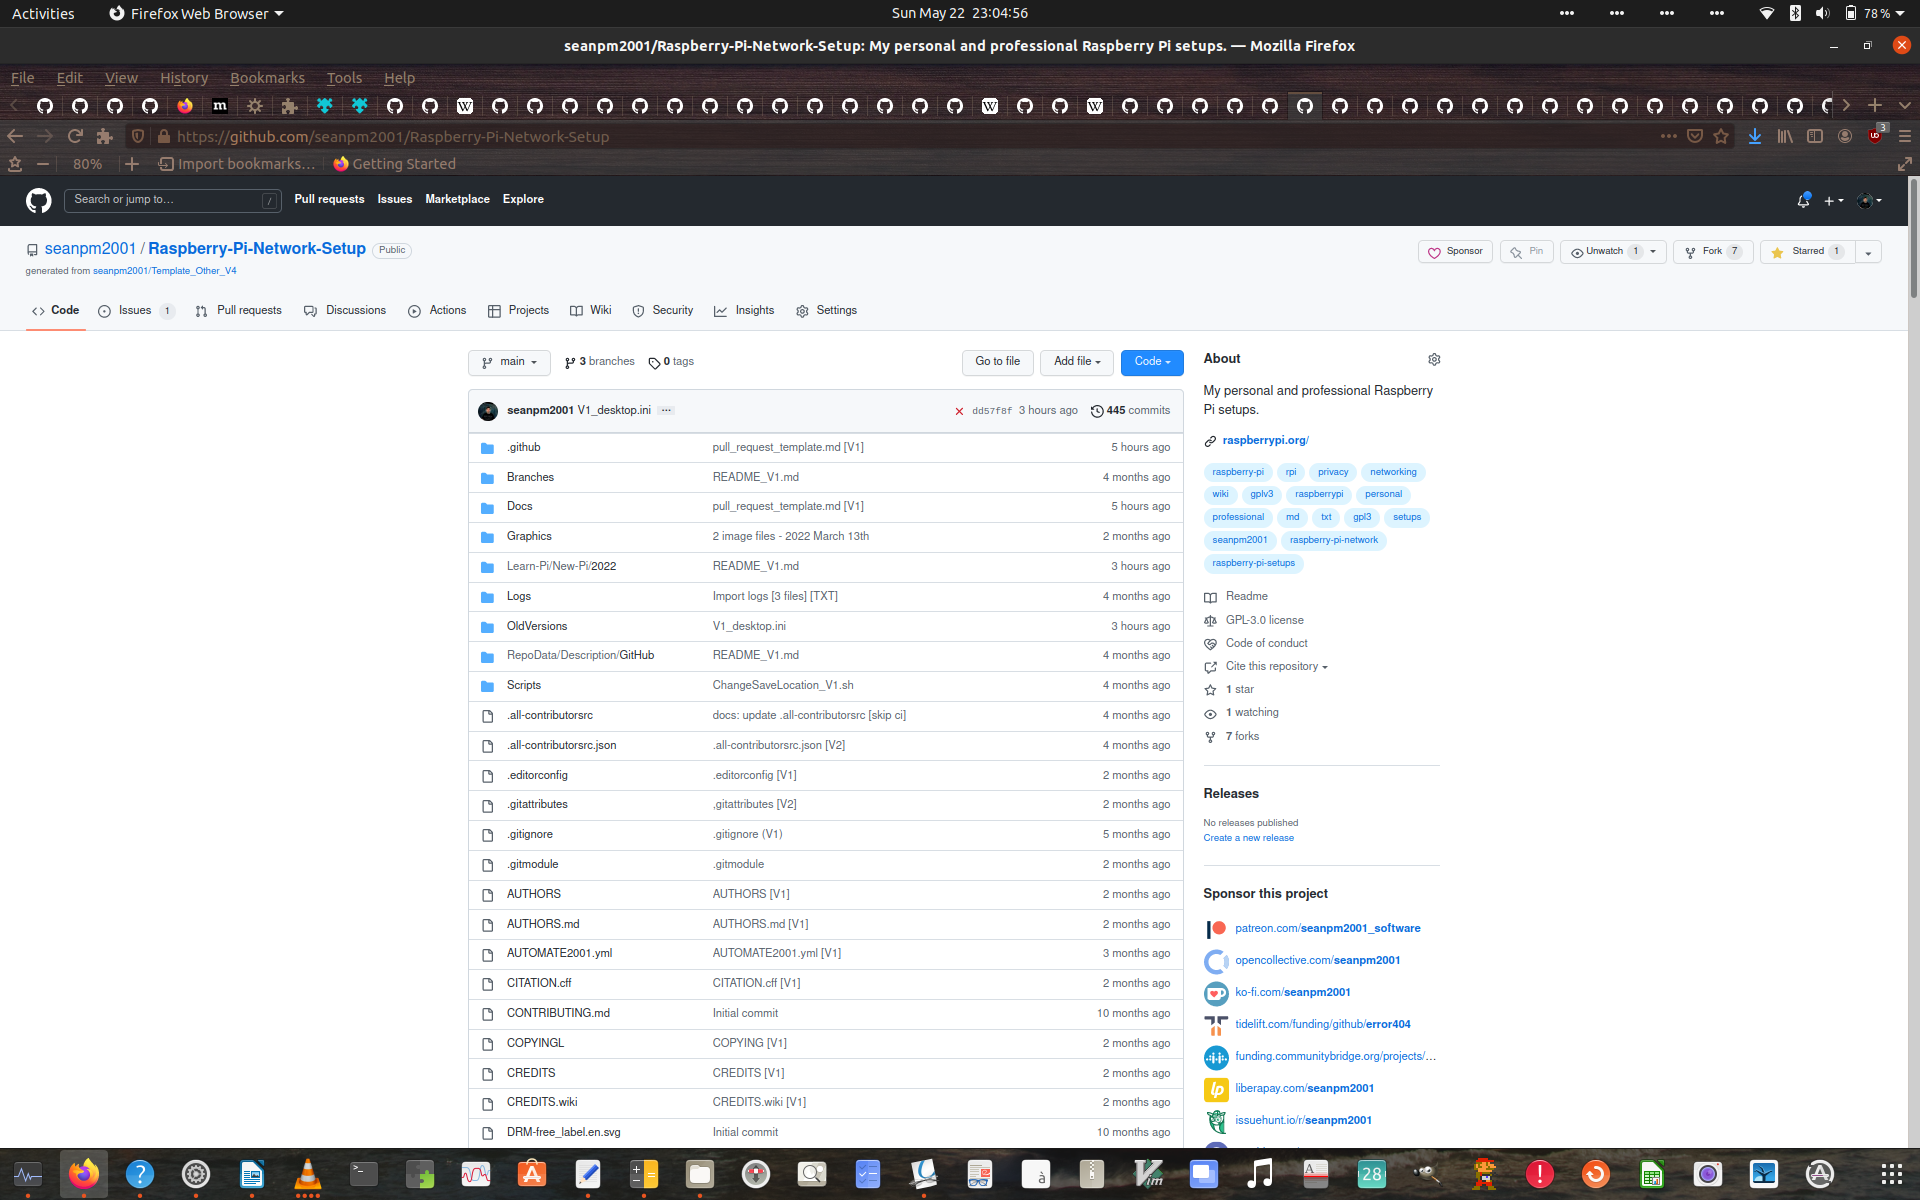 Activities Firefox Web Browser Sun May 22 23:04:56 78 %
seanpm2001/Raspberry-Pi-Network-Setup: My personal and professional Raspberry Pi setups. — Mozilla Firefox
File Edit View History Bookmarks Tools Help
https://github.com/seanpm2001/Raspberry-Pi-Network-Setup 3
80% Import bookmarks... Getting Started
Search or jump to... / Pull requests Issues Marketplace Explore
seanpm2001 / Raspberry-Pi-Network-Setup Public Sponsor Pin Unwatch 1 Fork 7 Starred 1
generated from seanpm2001/Template_Other_V4
Code Issues 1 Pull requests Discussions Actions Projects Wiki Security Insights Settings
main 3 branches 0 tags Go to file Add file Code
seanpm2001 V1_desktop.ini ... dd57f8f 3 hours ago 445 commits
.github pull_request_template.md [V1] 5 hours ago
Branches README_V1.md 4 months ago
Docs pull_request_template.md [V1] 5 hours ago
Graphics 2 image files - 2022 March 13th 2 months ago
Learn-Pi/New-Pi/2022 README_V1.md 3 hours ago
Logs Import logs [3 files] [TXT] 4 months ago
OldVersions V1_desktop.ini 3 hours ago
RepoData/Description/GitHub README_V1.md 4 months ago
Scripts ChangeSaveLocation_V1.sh 4 months ago
.all-contributorsrc docs: update .all-contributorsrc [skip ci] 4 months ago
.all-contributorsrc.json .all-contributorsrc.json [V2] 4 months ago
.editorconfig .editorconfig [V1] 2 months ago
.gitattributes ,gitattributes [V2] 2 months ago
.gitignore .gitignore (V1) 5 months ago
.gitmodule .gitmodule 2 months ago
AUTHORS AUTHORS [V1] 2 months ago
AUTHORS.md AUTHORS.md [V1] 2 months ago
AUTOMATE2001.yml AUTOMATE2001.yml [V1] 3 months ago
CITATION.cff CITATION.cff [V1] 2 months ago
CONTRIBUTING.md Initial commit 10 months ago
COPYINGL COPYING [V1] 2 months ago
CREDITS CREDITS [V1] 2 months ago
CREDITS.wiki CREDITS.wiki [V1] 2 months ago
DRM-free_label.en.svg Initial commit 10 months ago
About
My personal and professional Raspberry
Pi setups.
raspberrypi.org/
raspberry-pi rpi privacy networking
wiki gplv3 raspberrypi personal
professional md txt gpl3 setups
seanpm2001 raspberry-pi-network
raspberry-pi-setups
Readme
GPL-3.0 license
Code of conduct
Cite this repository
1 star
1 watching
7 forks
Releases
No releases published
Create a new release
Sponsor this project
patreon.com/seanpm2001_software
opencollective.com/seanpm2001
ko-fi.com/seanpm2001
tidelift.com/funding/github/error404
funding.communitybridge.org/projects/...
liberapay.com/seanpm2001
issuehunt.io/r/seanpm2001
28